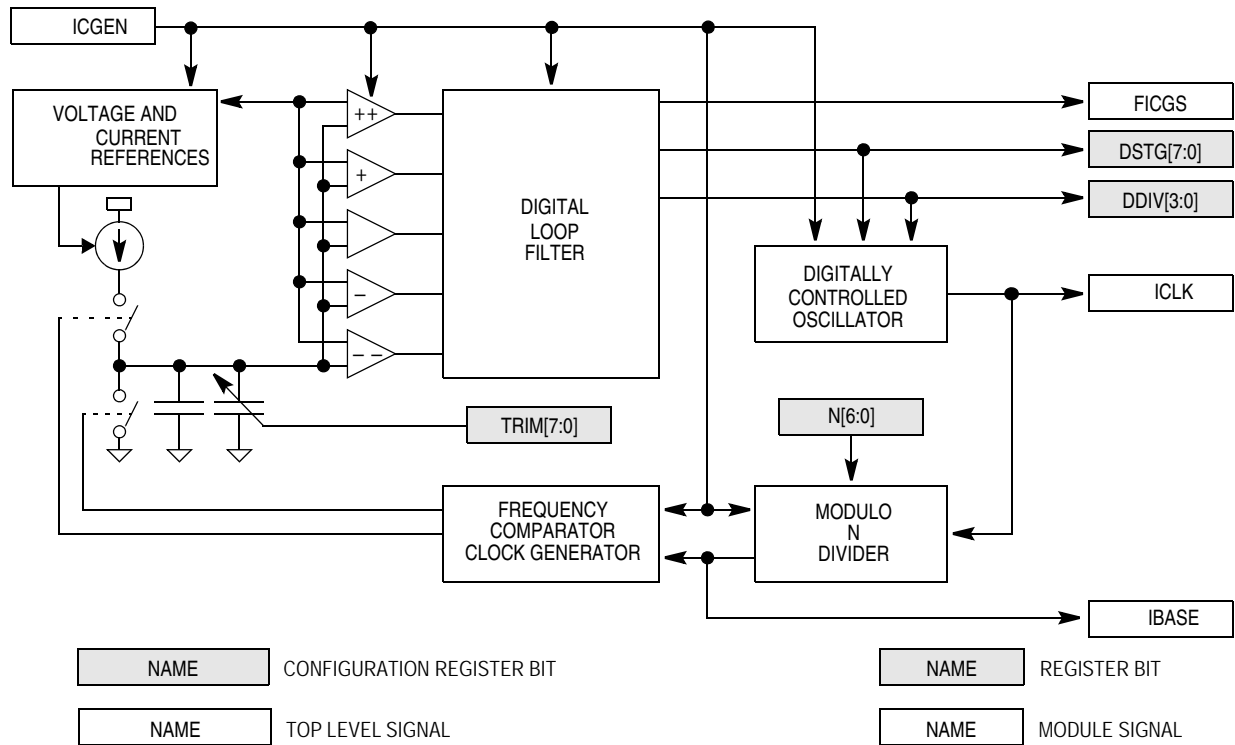 ICGEN
VOLTAGE AND
CURRENT
REFERENCES
++
+
−
− −
DIGITAL
LOOP
FILTER
FICGS
DSTG[7:0]
DDIV[3:0]
DIGITALLY
CONTROLLED
OSCILLATOR
ICLK
TRIM[7:0]
N[6:0]
FREQUENCY
COMPARATOR
CLOCK GENERATOR
MODULO
N
DIVIDER
IBASE
NAME CONFIGURATION REGISTER BIT
NAME REGISTER BIT
NAME TOP LEVEL SIGNAL
NAME MODULE SIGNAL